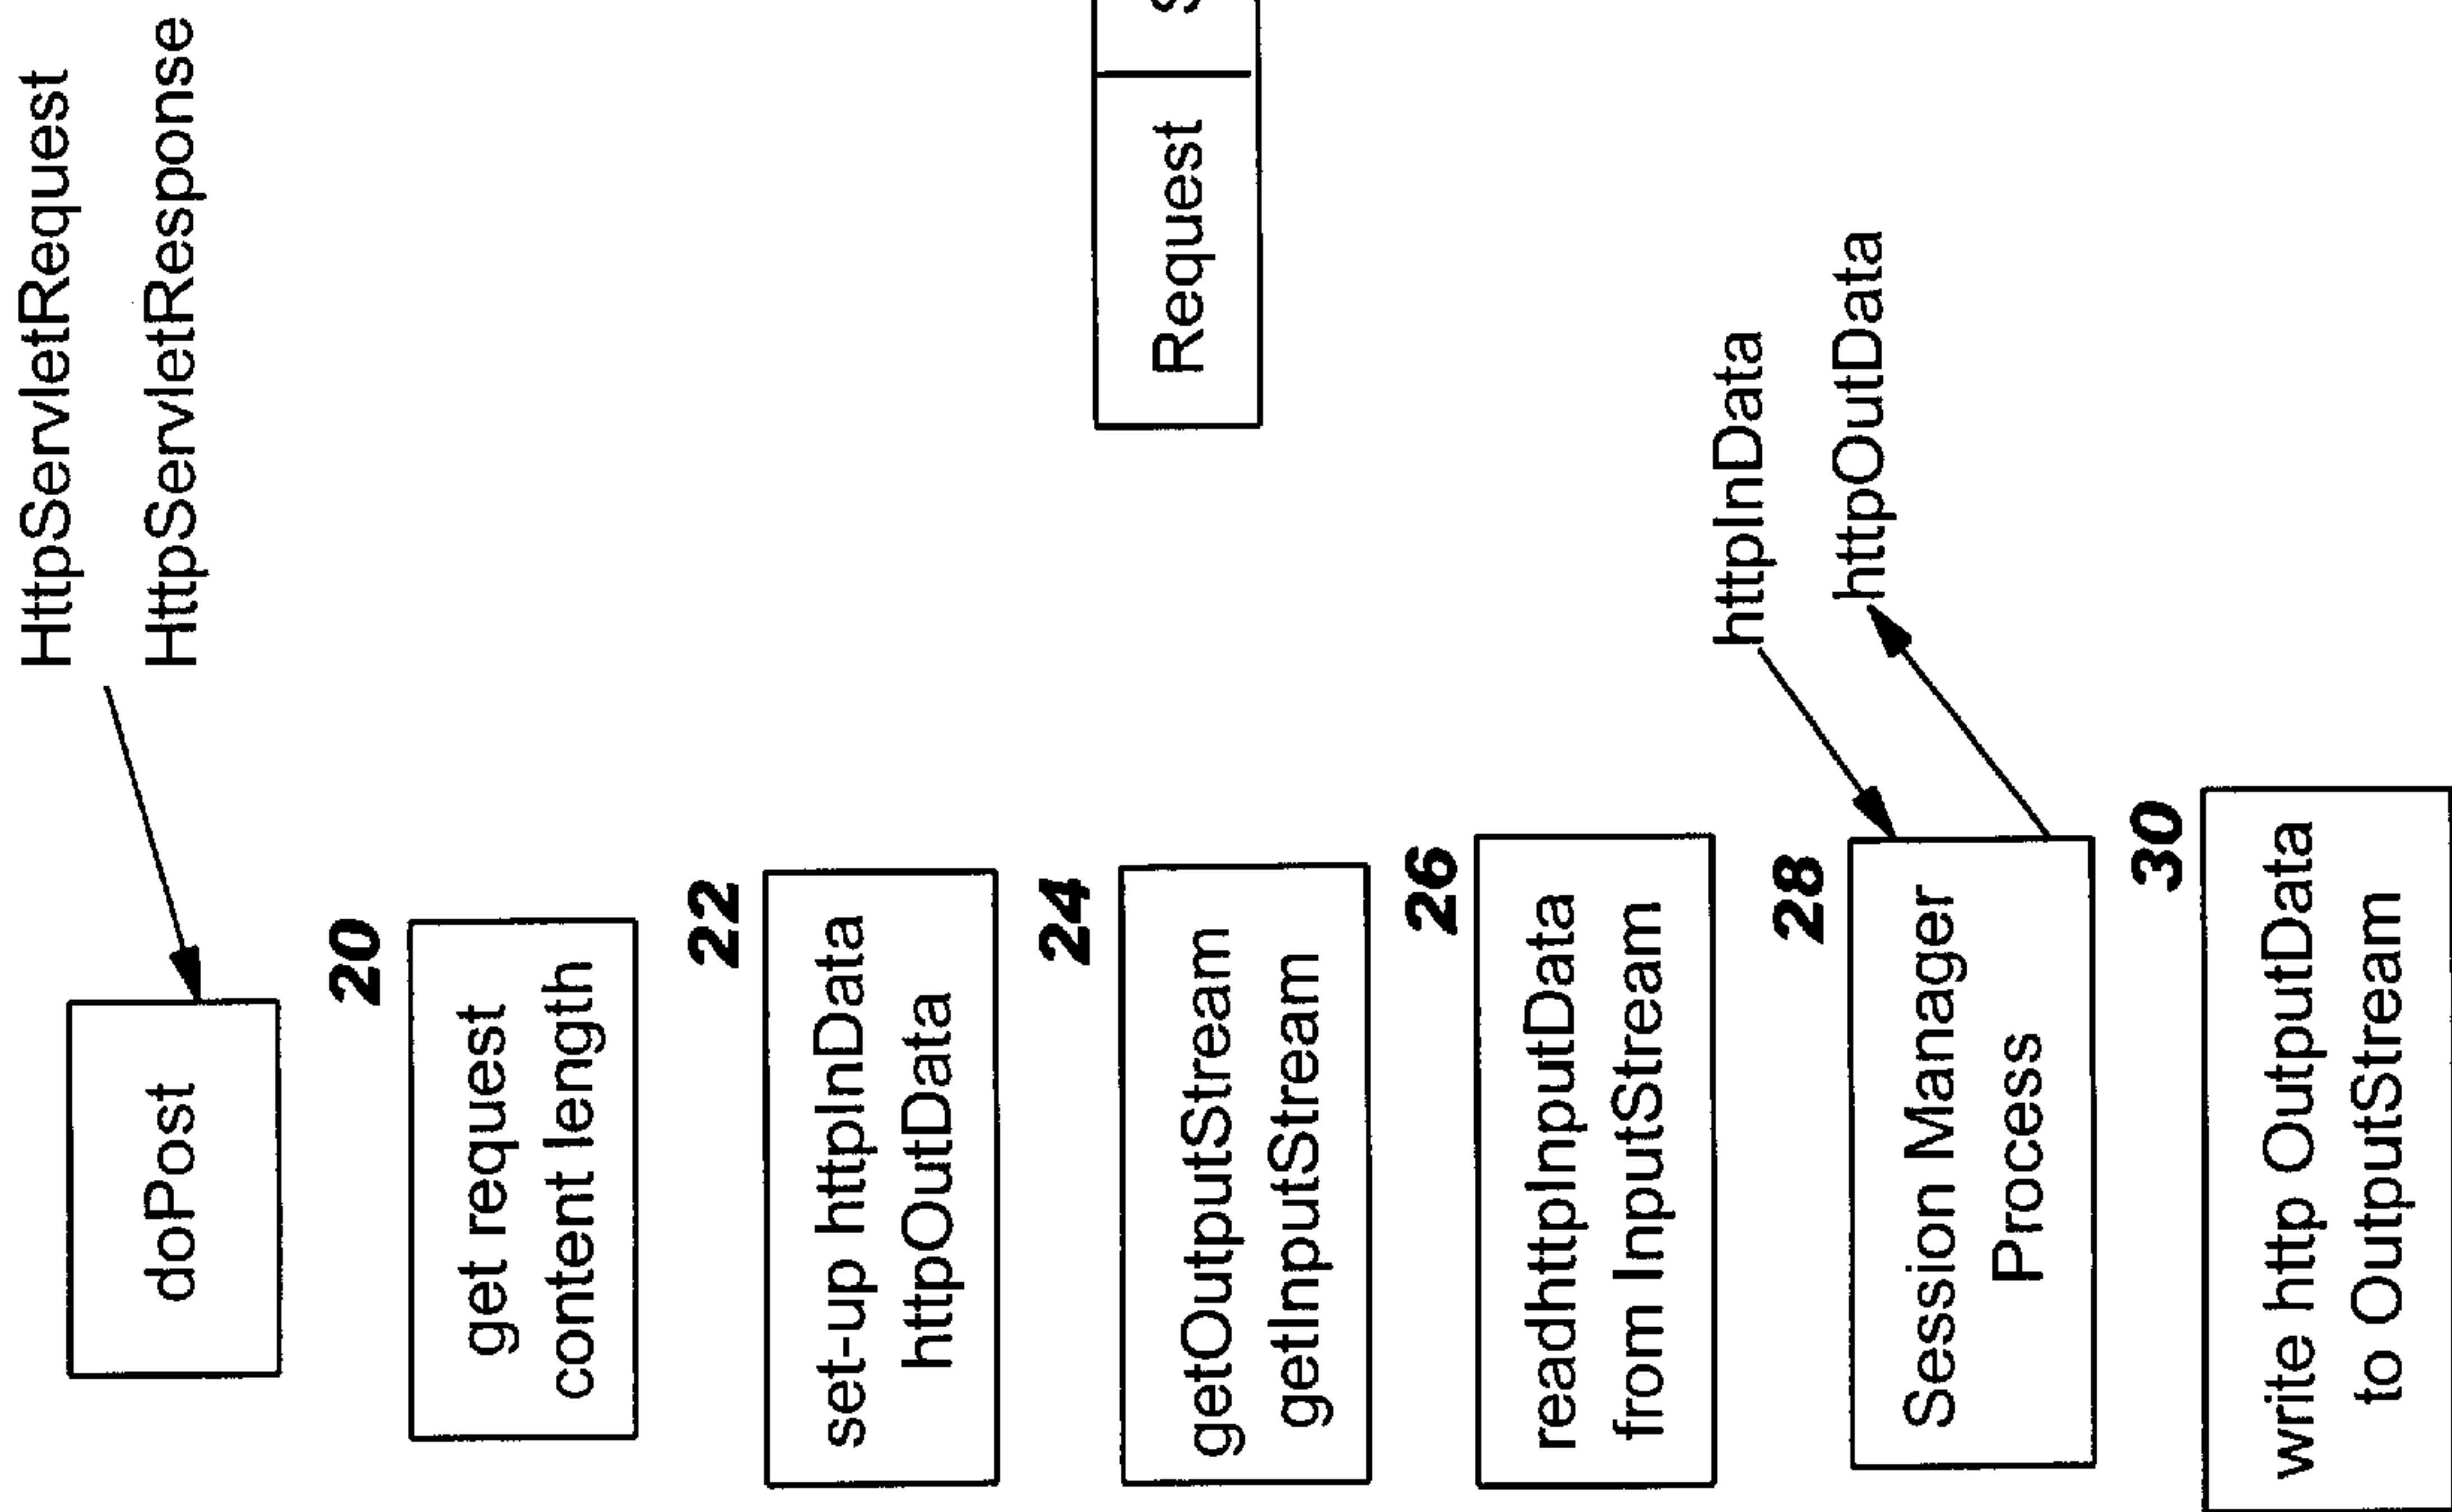 HttpServletRequest
HttpServletResponse
doPost
20
get request
content length
22
set-up httpInData
httpOutData
24
getOutputStream
getInputStream
Request
26
readhttpInputData
from InputStream
httpInData
httpOutData
28
Session Manager
Process
30
write http OutputData
to OutputStream